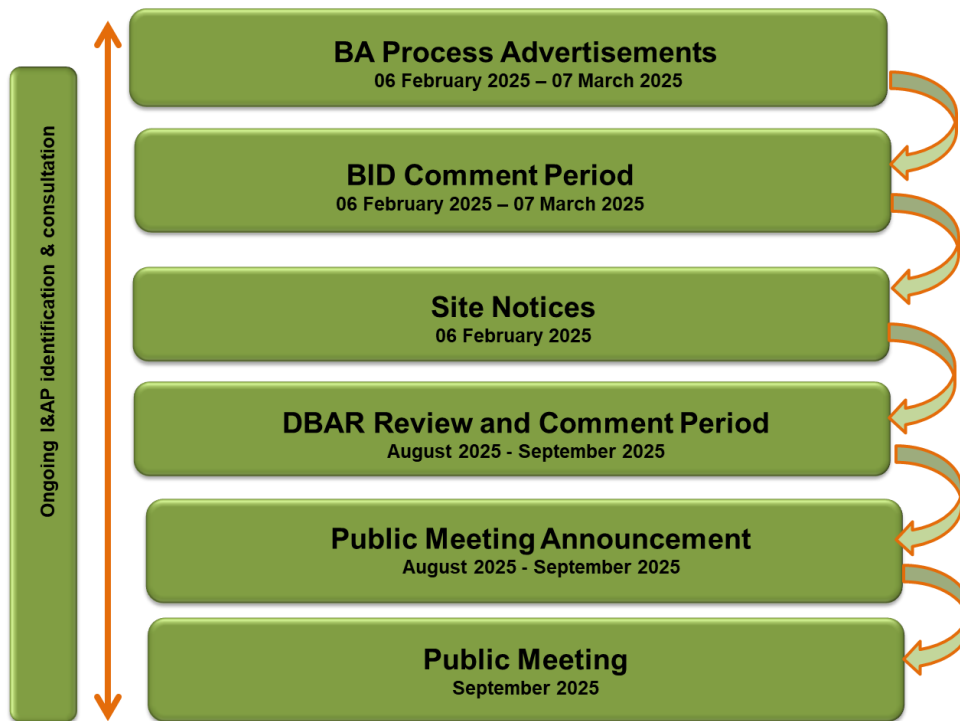 BA Process Advertisements
06 February 2025 – 07 March 2025
BID Comment Period
06 February 2025 – 07 March 2025
Site Notices
06 February 2025
DBAR Review and Comment Period
August 2025 - September 2025
Public Meeting Announcement
August 2025 - September 2025
Public Meeting
September 2025
Ongoing I&AP identification & consultation